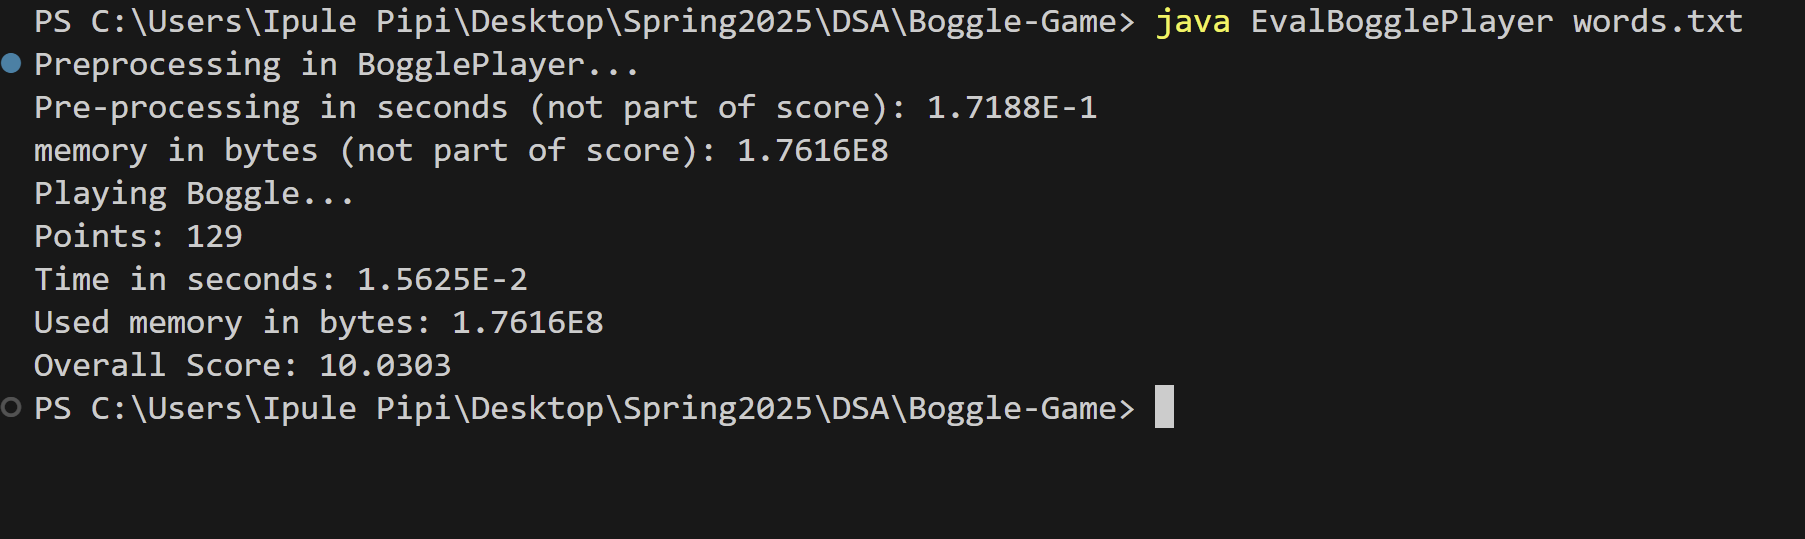 PS C:\Users\Ipule Pipi\Desktop\Spring2025\DSA\Boggle-Game> java EvalBogglePlayer words.txt
Preprocessing in BogglePlayer...
Pre-processing in seconds (not part of score): 1.7188E-1
memory in bytes (not part of score): 1.7616E8
Playing Boggle...
Points: 129
Time in seconds: 1.5625E-2
Used memory in bytes: 1.7616E8
Overall Score: 10.0303
PS C:\Users\Ipule Pipi\Desktop\Spring2025\DSA\Boggle-Game>